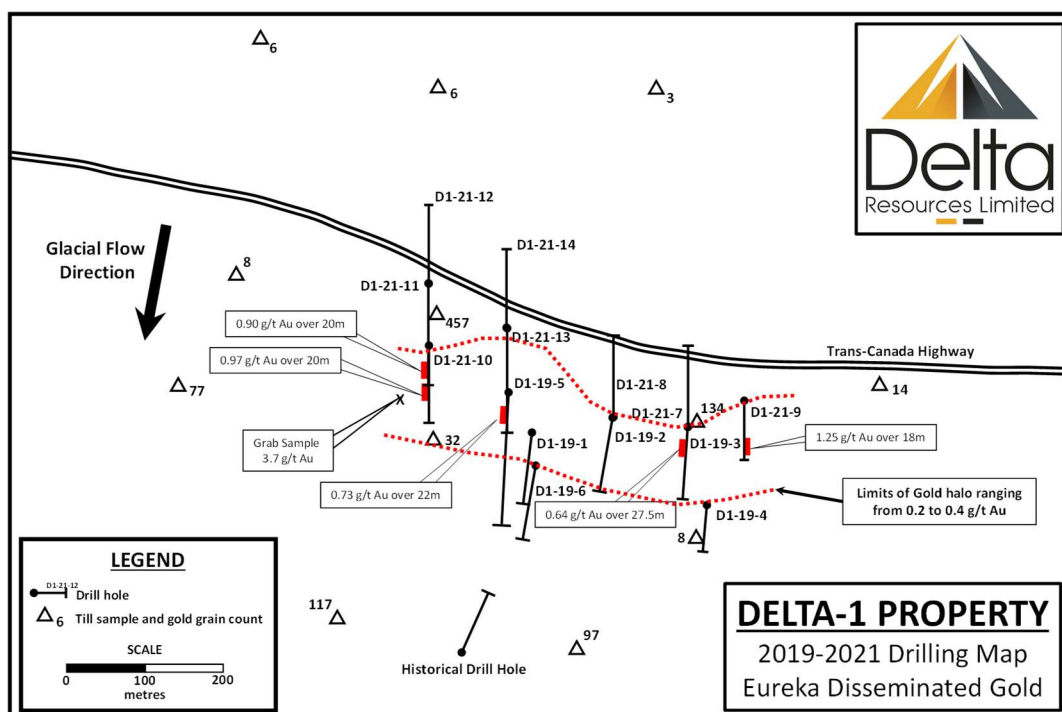 6
6
3
Delta
Resources Limited
D1-21-12
D1-21-14
Glacial Flow
Direction
8
D1-21-11
457
0.90 g/t Au over 20m
D1-21-13
0.97 g/t Au over 20m
D1-21-10
Trans-Canada Highway
77
X
D1-19-5
D1-21-8
14
D1-21-7
134
D1-21-9
Grab Sample
3.7 g/t Au
32
D1-19-1
D1-19-2
D1-19-3
1.25 g/t Au over 18m
0.73 g/t Au over 22m
D1-19-6
0.64 g/t Au over 27.5m
D1-19-4
Limits of Gold halo ranging
from 0.2 to 0.4 g/t Au
8
LEGEND
D1-21-12
Drill hole
6
Till sample and gold grain count
SCALE
0 100 200
metres
117
97
Historical Drill Hole
DELTA-1 PROPERTY
2019-2021 Drilling Map
Eureka Disseminated Gold